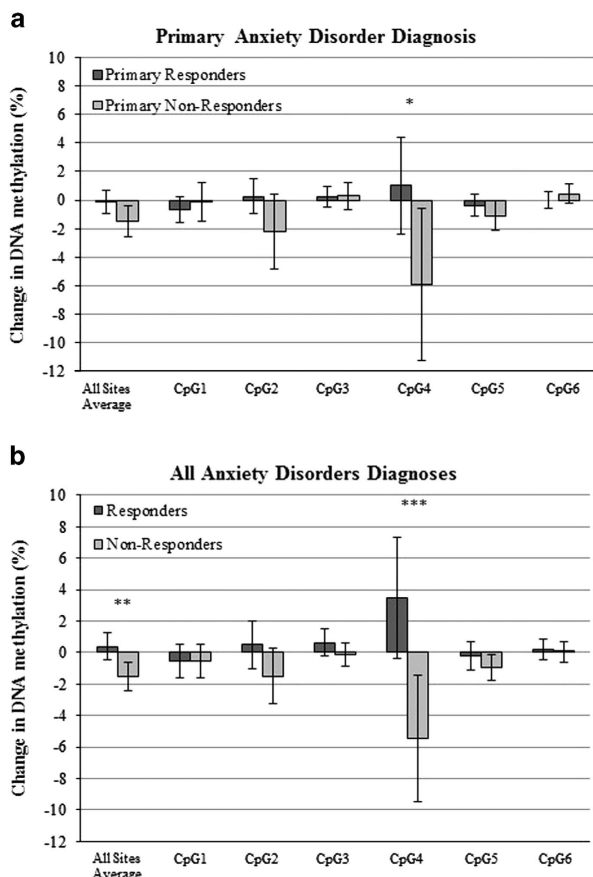 a
Primary Anxiety Disorder Diagnosis
Change in DNA methylation (%)
10
8
6
4
2
0
-2
-4
-6
-8
-10
-12
Primary Responders
Primary Non-Responders
*
All Sites
Average
CpG1
CpG2
CpG3
CpG4
CpG5
CpG6
b
All Anxiety Disorders Diagnoses
Change in DNA methylation (%)
10
8
6
4
2
0
-2
-4
-6
-8
-10
-12
Responders
Non-Responders
**
***
All Sites
Average
CpG1
CpG2
CpG3
CpG4
CpG5
CpG6